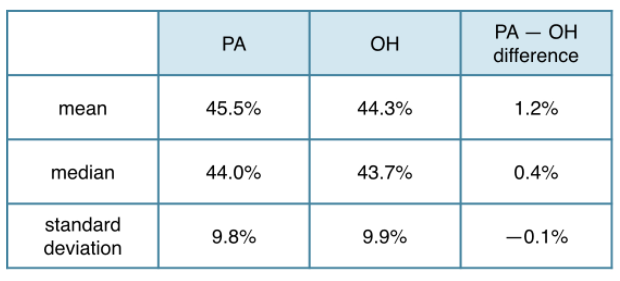 PA OH PA — OH difference
mean 45.5% 44.3% 1.2%
median 44.0% 43.7% 0.4%
standard deviation 9.8% 9.9% —0.1%